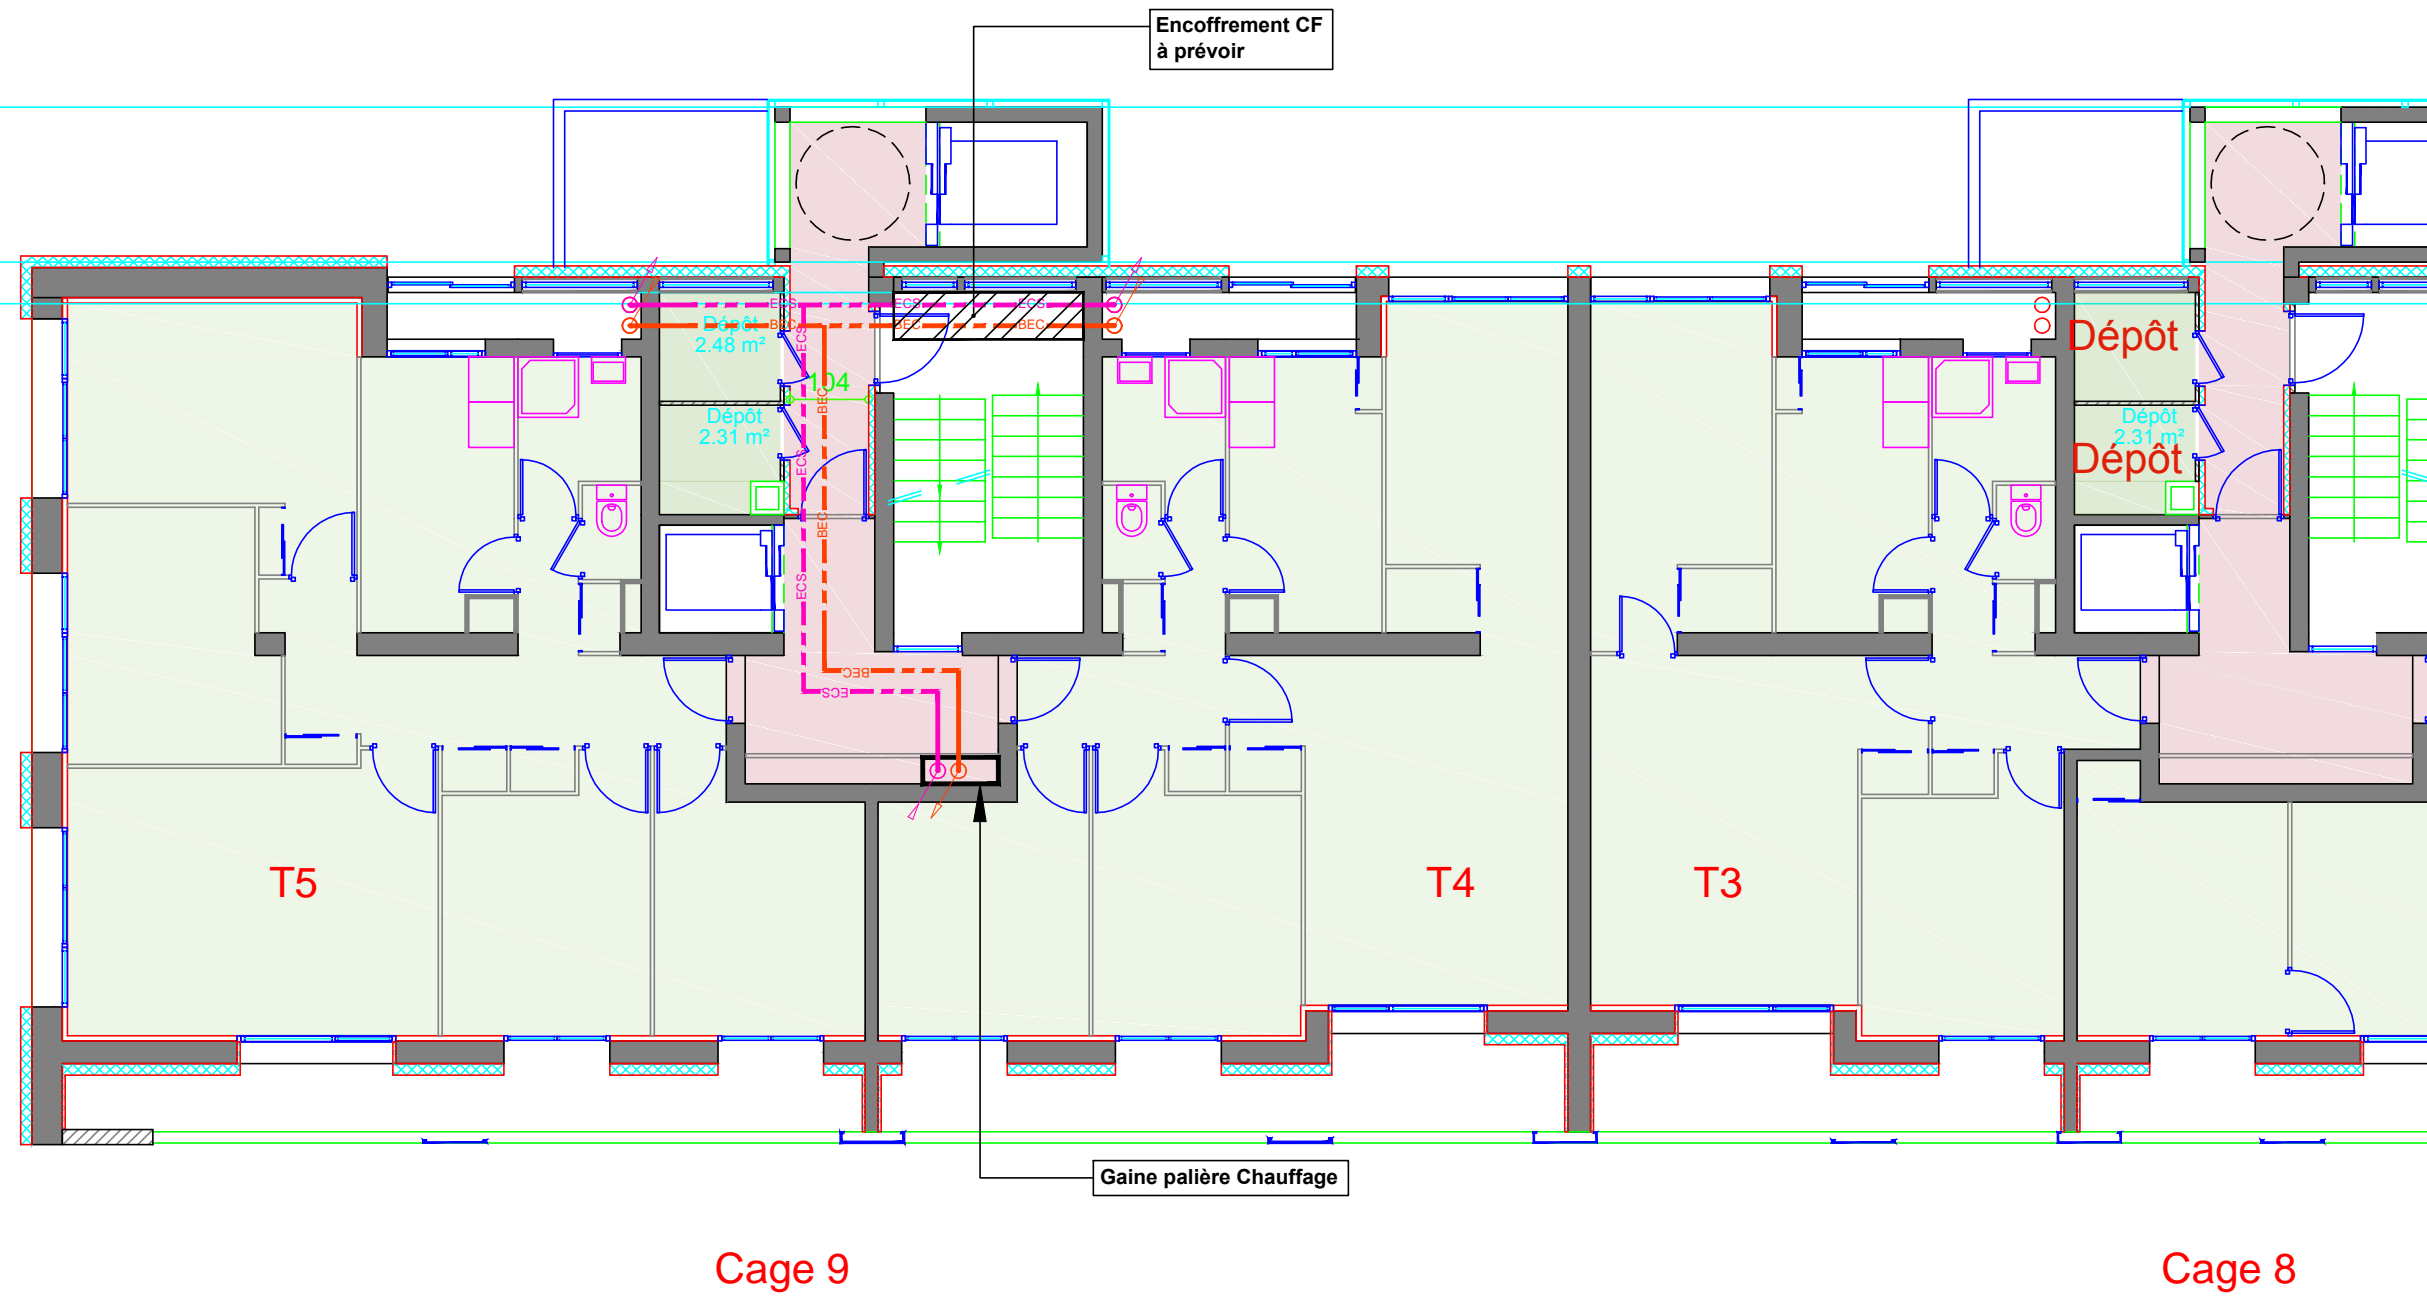 Encoffrement CF
à prévoir
ECS
ECS
ECS
BEC
BEC
BEC
Dépôt
2.48 m²
ECS
104
BEC
Dépôt
2.31 m²
ECS
BEC
ECS
BEC
ECS
Dépôt
Dépôt
2.31 m²
Dépôt
T5
T4
T3
Gaine palière Chauffage
Cage 9
Cage 8